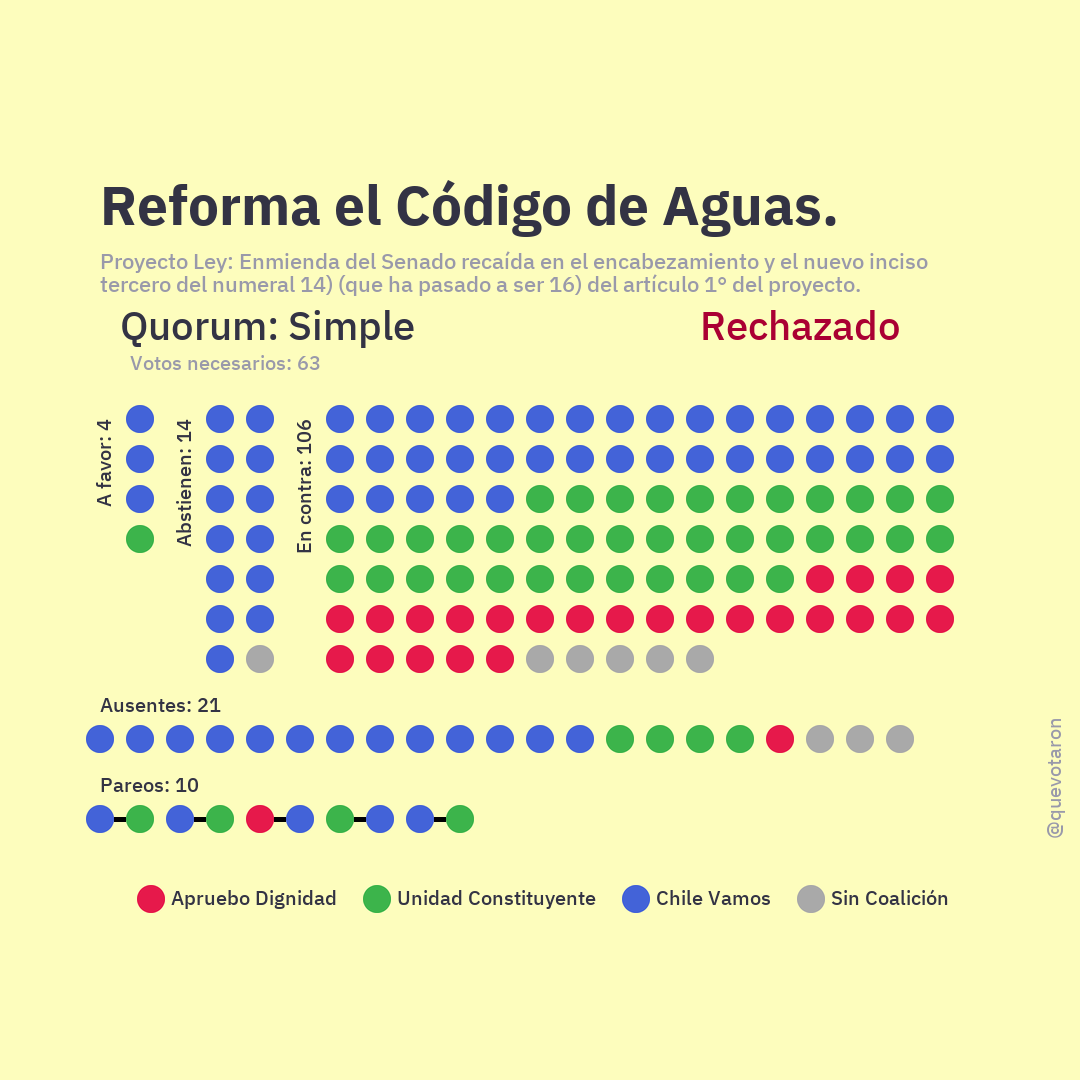 Reforma el Código de Aguas.
Proyecto Ley: Enmienda del Senado recaída en el encabezamiento y el nuevo inciso
tercero del numeral 14) (que ha pasado a ser 16) del artículo 1° del proyecto.
Quorum: Simple
Rechazado
Votos necesarios: 63
A favor: 4
Abstienen: 14
En contra: 106
Ausentes: 21
Pareos: 10
@quevotaron
Apruebo Dignidad
Unidad Constituyente
Chile Vamos
Sin Coalición